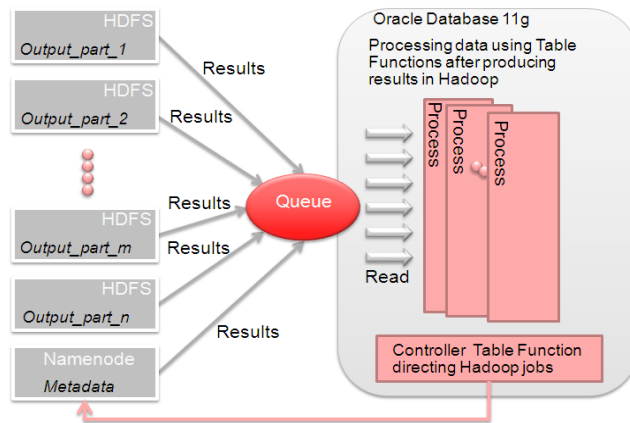 HDFS
Output_part_1
HDFS
Output_part_2
HDFS
Output_part_m
HDFS
Output_part_n
Namenode
Metadata
Results
Results
Results
Results
Results
Queue
Oracle Database 11g
Processing data using Table
Functions after producing
results in Hadoop
Process
Process
Process
Read
Controller Table Function
directing Hadoop jobs